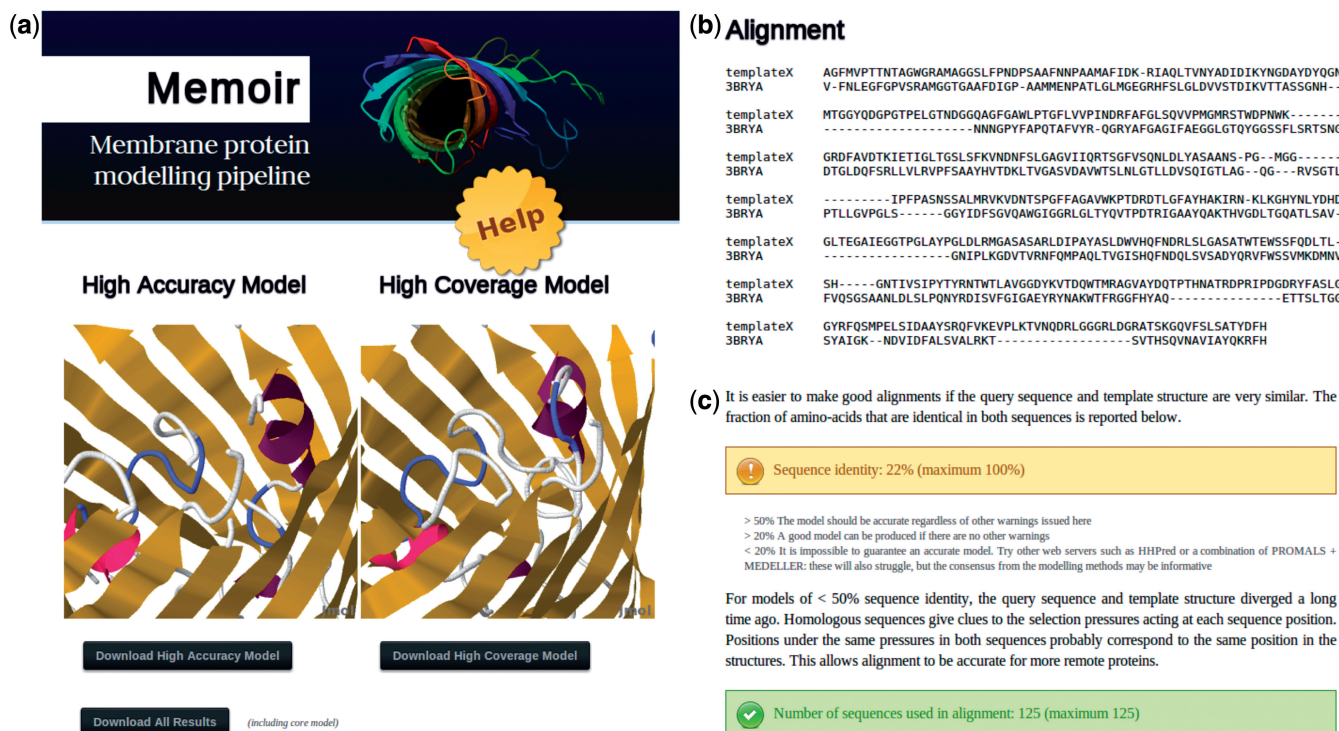 (a)
Memoir
Membrane protein
modelling pipeline
Help
High Accuracy Model
High Coverage Model
Jmol
jmol
Download High Accuracy Model
Download High Coverage Model
Download All Results
(including core model)
(b)
Alignment
templateX AGFMVPTTNTAGWGRAMAGGSLFPNDPSAAFNNPAAMAFIDK-RIAQLTVNYADIDIKYNGDAYDYQGN
3BRYA V-FNLEGFGPVSRAMGGTGAAFDIGP-AAMMENPATLGLMGEGRHFSLGLDVVSTDIKVTTASSGNH--
templateX MTGGYQDGPGTPELGTNDGGQAGFGAWLPTGFLVVPINDRFAFGLSQVVPMGMRSTWDPNWK-------
3BRYA --------------------NNNGPYFAPQTAFVYR-QGRYAFGAGIFAEGGLGTQYGGSSFLSRTSNG
templateX GRDFAVDTKIETIGLTGSLSFKVNDNFSLGAGVIIQRTSGFVSQNLDLYASAANS-PG--MGG------
3BRYA DTGLDQFSRLLVLRVPFSAAYHVTDKLTVGASVDAVWTSLNLGTLLDVSQIGTLAG--QG---RVSGTL
templateX ---------IPFPASNSSALMRVKVDNTSPGFFAGAVWKPTDRDTLGFAYHAKIRN-KLKGHYNLYDHD
3BRYA PTLLGVPGLS------GGYIDFSGVQAWGIGGRLGLTYQVTPDTRIGAAYQAKTHVGDLTGQATLSAV-
templateX GLTEGAIEGGTPGLAYPGLDLRMGASASARLDIPAYASLDWVHQFNDRLSLGASATWTEWSSFQDLTL-
3BRYA -----------------GNIPLKGDVTVRNFQMPAQLTVGISHQFNDQLSVSADYQRVFWSSVMKDMNV
templateX SH-----GNTIVSIPYTYRNTWTLAVGGDYKVTDQWTMRAGVAYDQTPTHNATRDPRIPDGDRYFASLG
3BRYA FVQSGSAANLDLSLPQNYRDISVFGIGAEYRYNAKWTFRGGFHYAQ---------------ETTSLTGG
templateX GYRFQSMPELSIDAAYSRQFVKEVPLKTVNQDRLGGGRLDGRATSKGQVFSLSATYDFH
3BRYA SYAIGK--NDVIDFALSVALRKT------------------SVTHSQVNAVIAYQKRFH
(c)
It is easier to make good alignments if the query sequence and template structure are very similar. The
fraction of amino-acids that are identical in both sequences is reported below.
Sequence identity: 22% (maximum 100%)
> 50% The model should be accurate regardless of other warnings issued here
> 20% A good model can be produced if there are no other warnings
< 20% It is impossible to guarantee an accurate model. Try other web servers such as HHPred or a combination of PROMALS +
MEDELLER: these will also struggle, but the consensus from the modelling methods may be informative
For models of < 50% sequence identity, the query sequence and template structure diverged a long
time ago. Homologous sequences give clues to the selection pressures acting at each sequence position.
Positions under the same pressures in both sequences probably correspond to the same position in the
structures. This allows alignment to be accurate for more remote proteins.
Number of sequences used in alignment: 125 (maximum 125)